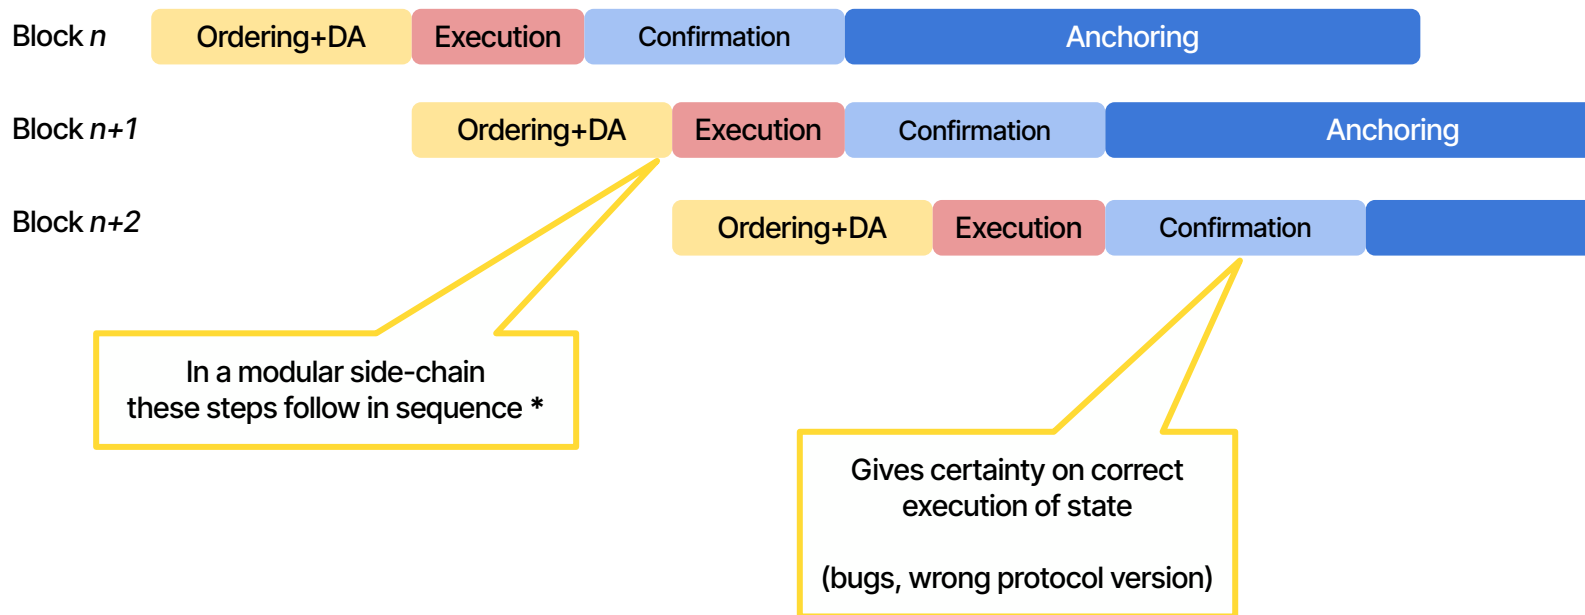 Block n Ordering+DA Execution Confirmation Anchoring
Block n+1 Ordering+DA Execution Confirmation Anchoring
Block n+2 Ordering+DA Execution Confirmation
In a modular side-chain
these steps follow in sequence *
Gives certainty on correct
execution of state
(bugs, wrong protocol version)